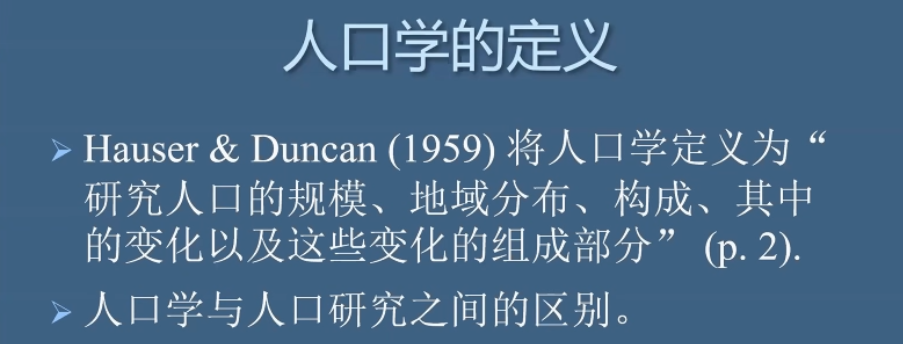 人口学的定义
➢ Hauser & Duncan (1959) 将人口学定义为“
研究人口的规模、地域分布、构成、其中
的变化以及这些变化的组成部分” (p. 2).
➢ 人口学与人口研究之间的区别。